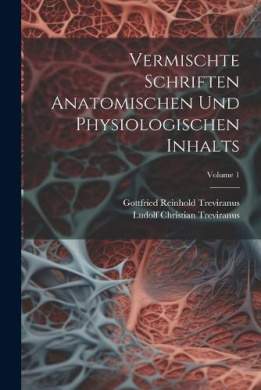 Vermischte
Schriften
Anatomischen Und
Physiologischen
Inhalts
Volume 1
Gottfried Reinhold Treviranus
Ludolf Christian Treviranus